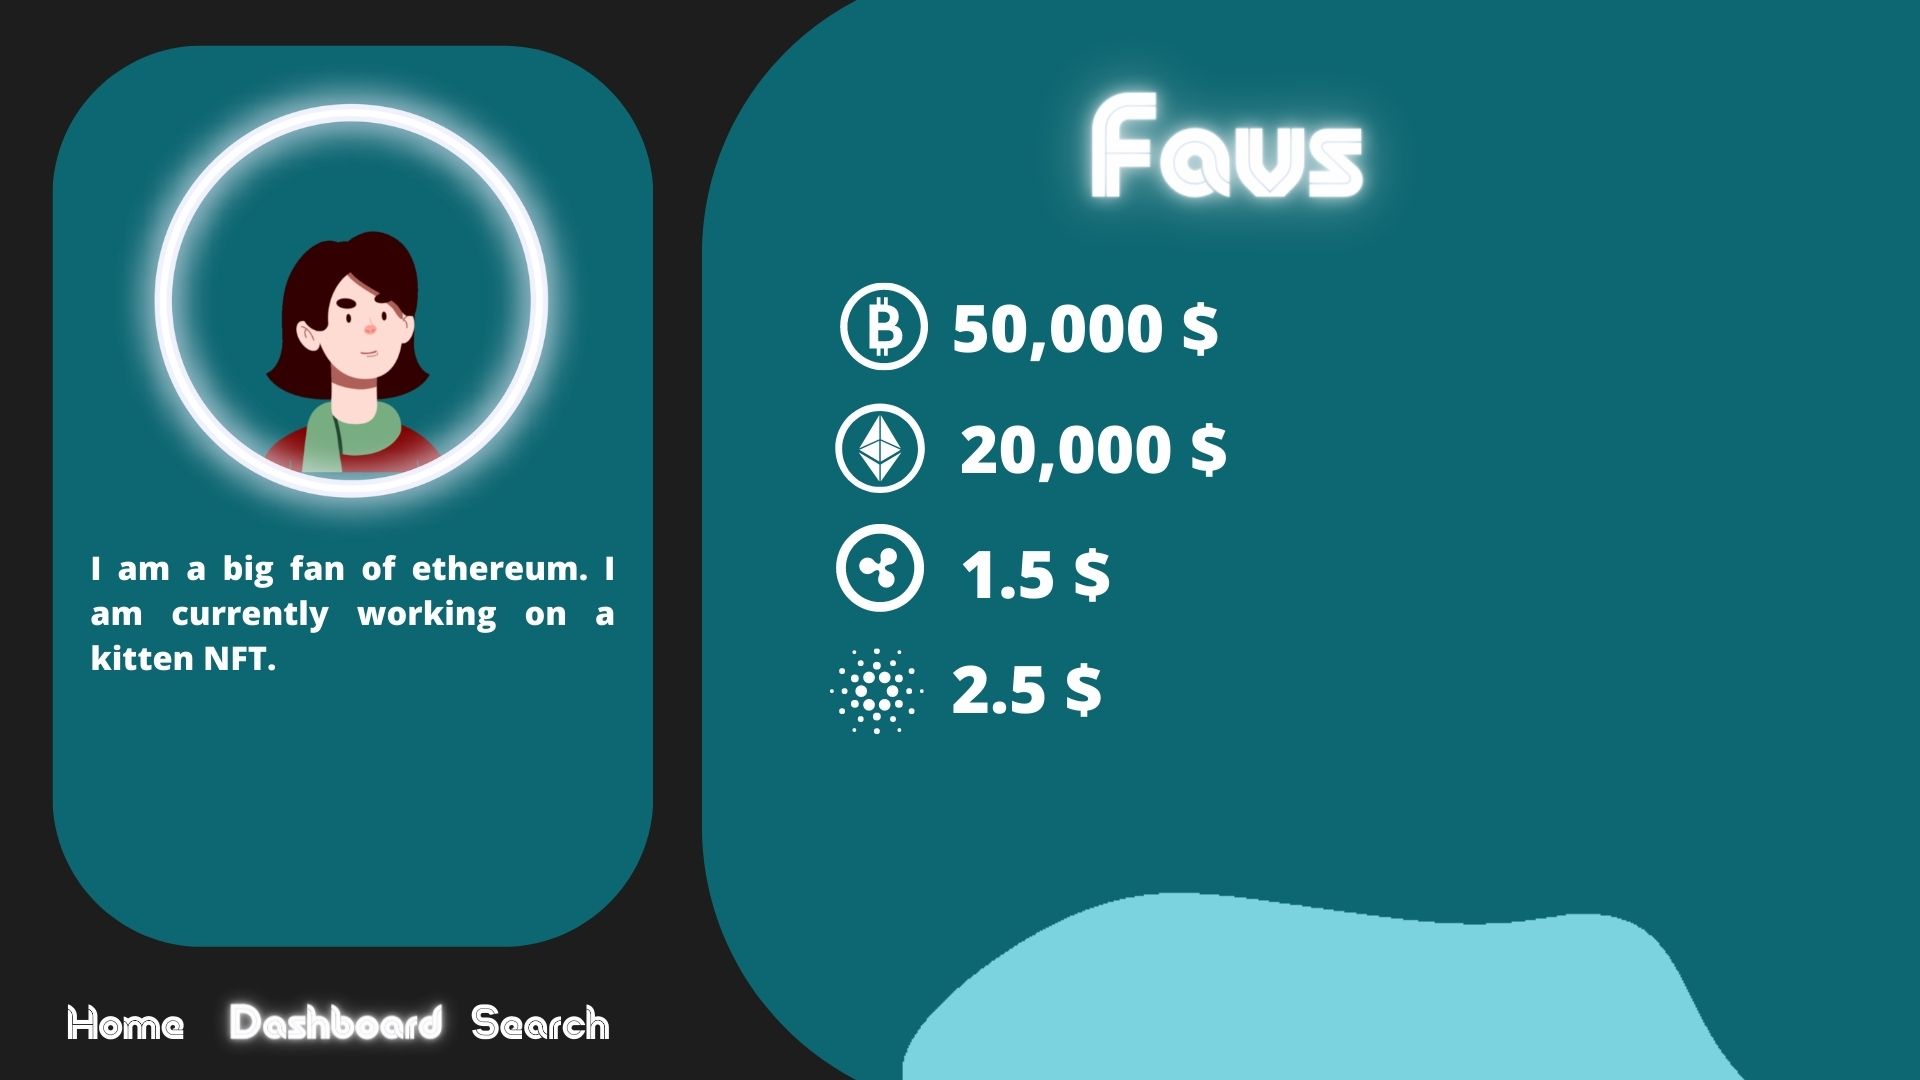 Favs
50,000 $
20,000 $
1.5 $
2.5 $
I am a big fan of ethereum. I
am currently working on a
kitten NFT.
Home Dashboard Search